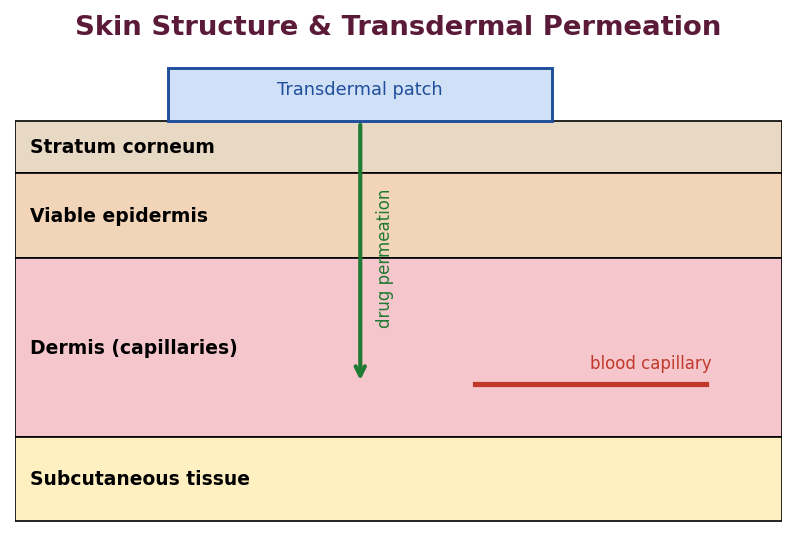 Skin Structure & Transdermal Permeation
Transdermal patch
Stratum corneum
Viable epidermis
drug permeation
Dermis (capillaries)
blood capillary
Subcutaneous tissue